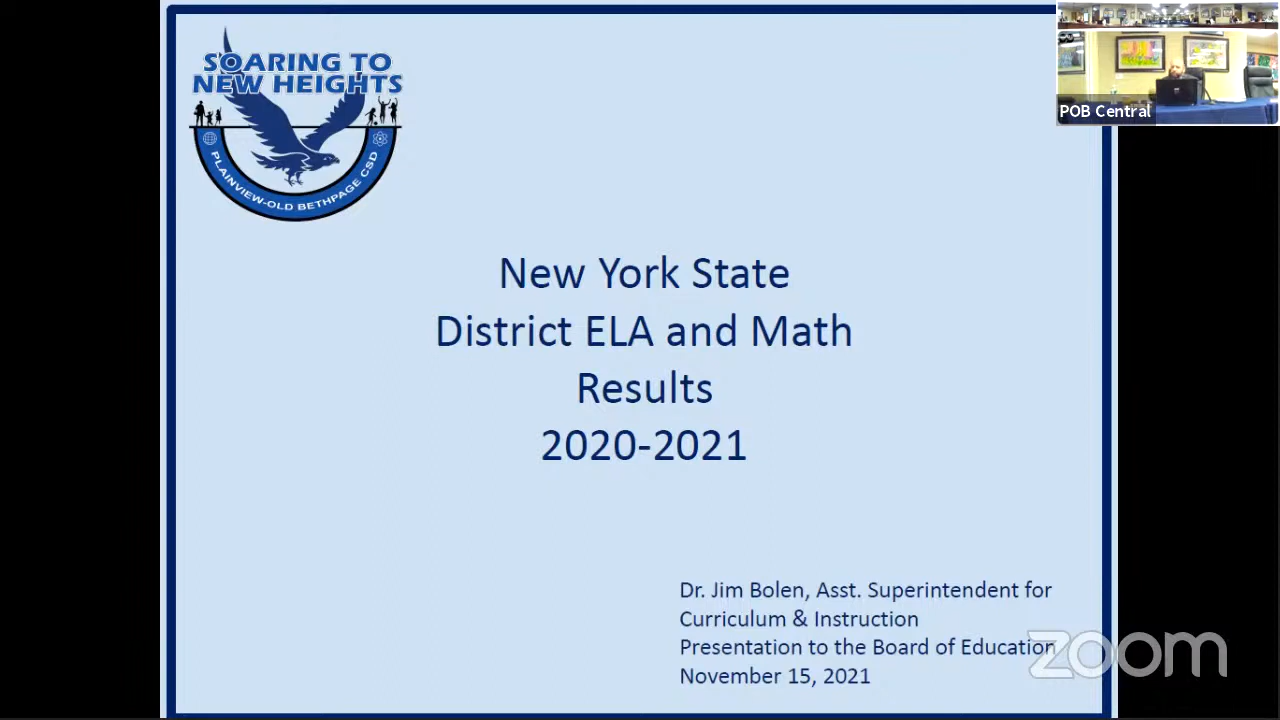 SOARING TO
NEW HEIGHTS
PLAINVIEW-OLD BETHPAGE CSD
POB Central
New York State
District ELA and Math
Results
2020-2021
Dr. Jim Bolen, Asst. Superintendent for
Curriculum & Instruction
Presentation to the Board of Education
November 15, 2021
zoom